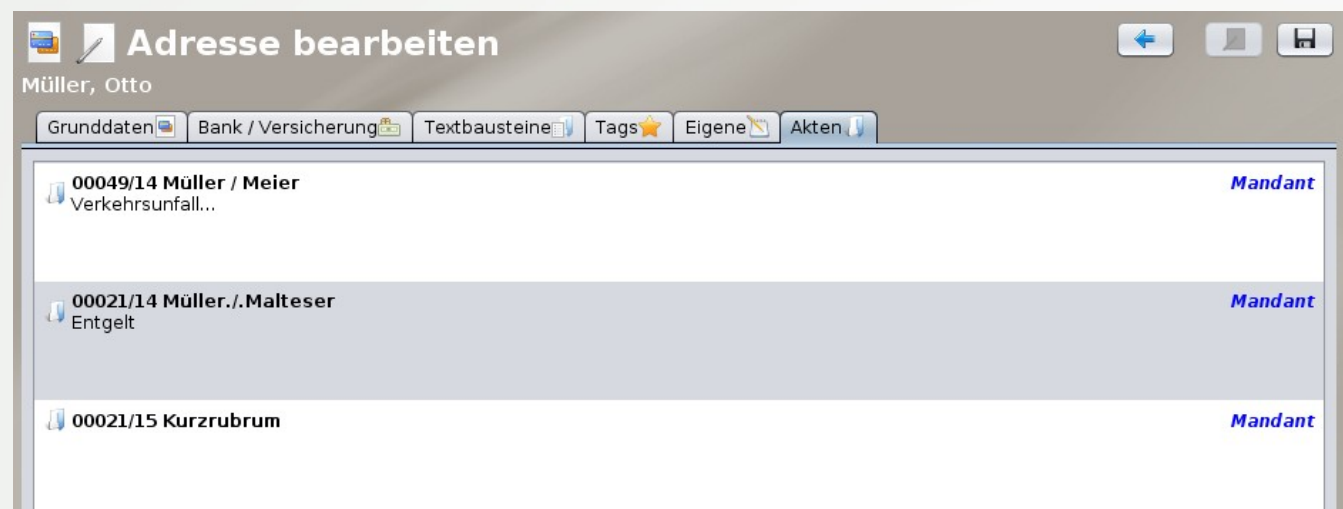 Adresse bearbeiten
Müller, Otto
Grunddaten Bank / Versicherung Textbausteine Tags Eigene Akten
00049/14 Müller / Meier Mandant
Verkehrsunfall...
00021/14 Müller./.Malteser Mandant
Entgelt
00021/15 Kurzrubrum Mandant